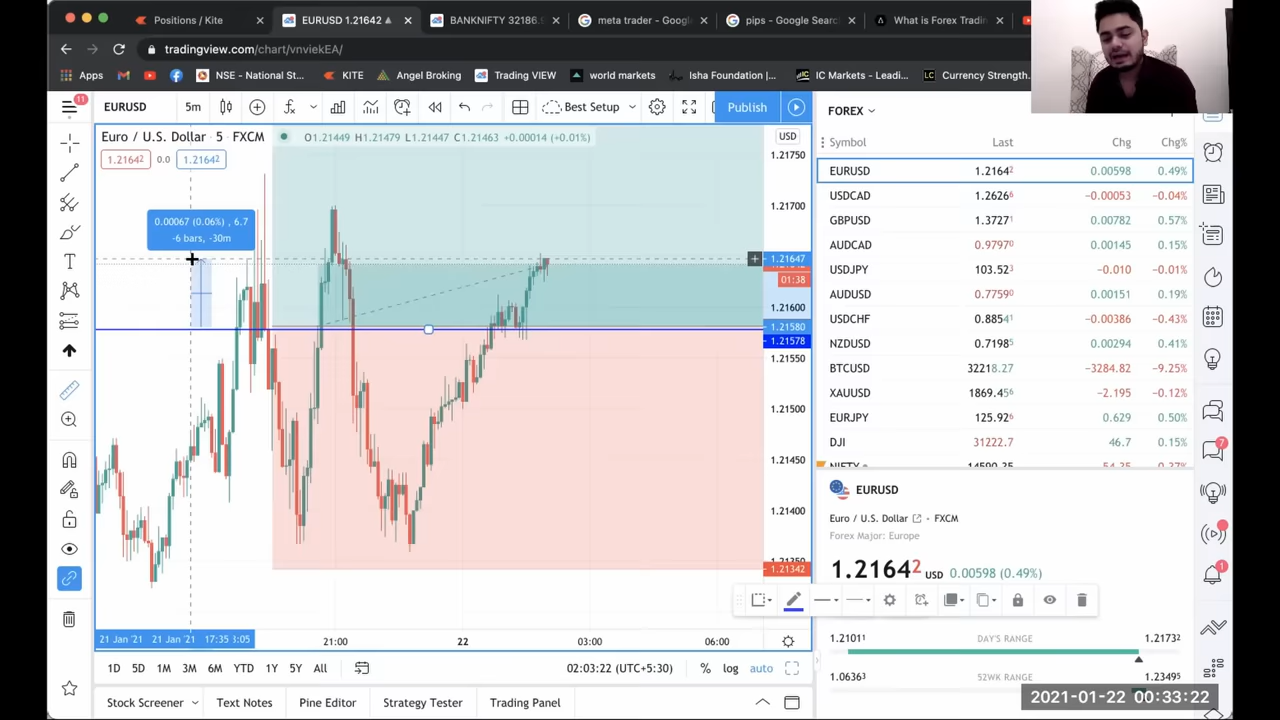 Positions / Kite
EURUSD 1.21642
BANKNIFTY 32186.9
meta trader - Googl
pips - Google Searc
What is Forex Tradin
tradingview.com/chart/vnviekEA/
Apps
NSE - National St...
KITE
Angel Broking
Trading VIEW
world markets
Isha Foundation |...
IC Markets - Leadi...
Currency Strength.
11
EURUSD
5m
Best Setup
Publish
FOREX
Euro / U.S. Dollar · 5 · FXCM
O1.21449 H1.21479 L1.21447 C1.21463 +0.00014 (+0.01%)
USD
1.21642
0.0
1.21642
0.00067 (0.06%) , 6.7
-6 bars, -30m
1.21750
1.21700
1.21647
01:38
1.21600
1.21580
1.21578
1.21550
1.21500
1.21450
1.21400
1.21342
21 Jan '21
21 Jan '21
17:35
3:05
21:00
22
03:00
06:00
1D
5D
1M
3M
6M
YTD
1Y
5Y
All
02:03:22 (UTC+5:30)
%
log
auto
Stock Screener
Text Notes
Pine Editor
Strategy Tester
Trading Panel
Symbol Last Chg Chg%
EURUSD 1.21642 0.00598 0.49%
USDCAD 1.26266 −0.00053 −0.04%
GBPUSD 1.37271 0.00782 0.57%
AUDCAD 0.97970 0.00145 0.15%
USDJPY 103.523 −0.010 −0.01%
AUDUSD 0.77590 0.00151 0.19%
USDCHF 0.88541 −0.00386 −0.43%
NZDUSD 0.71985 0.00294 0.41%
BTCUSD 32218.27 −3284.82 −9.25%
XAUUSD 1869.456 −2.195 −0.12%
EURJPY 125.926 0.629 0.50%
DJI 31222.7 46.7 0.15%
NIFTY 14590.35 −54.35 −0.37%
EURUSD
Euro / U.S. Dollar · FXCM
Forex Major: Europe
1.21642 USD 0.00598 (0.49%)
1.21011 DAY'S RANGE 1.21732
1.06363 52WK RANGE 1.23495
7
1
2021-01-22 00:33:22